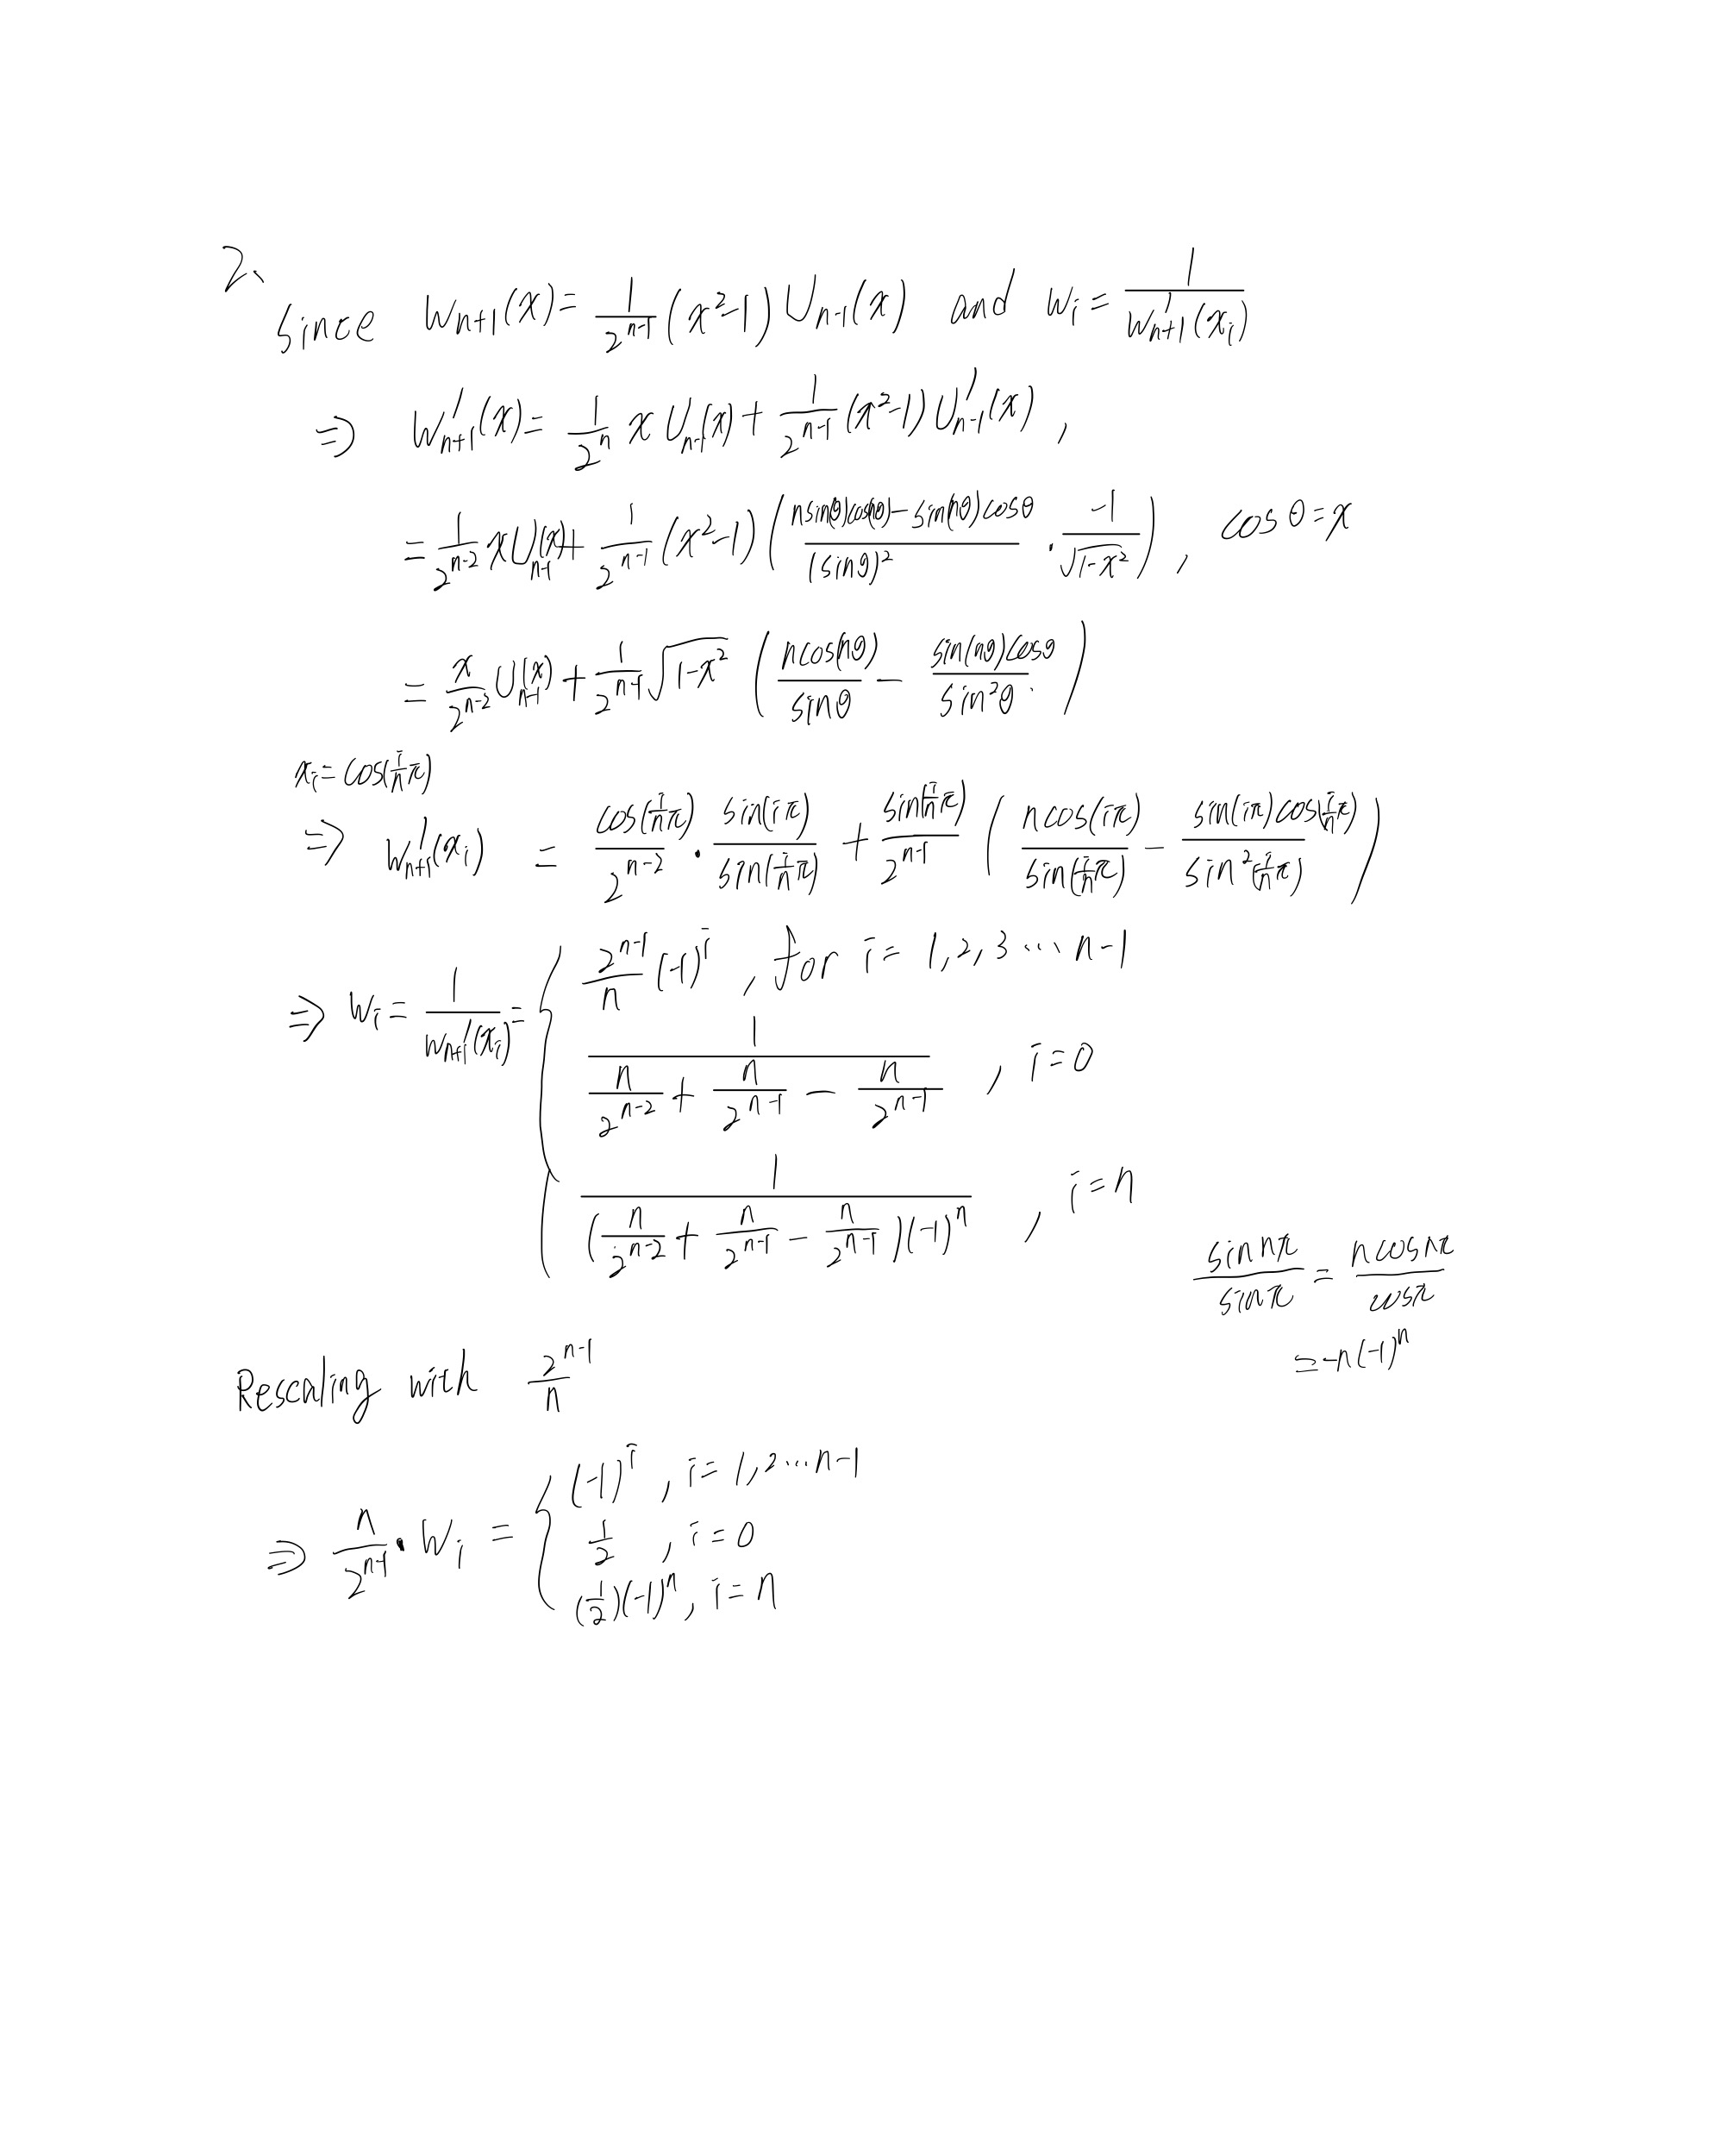 2.
Since $w_{n+1}(x) = \frac{1}{2^{n-1}}(x^2-1)U_{n-1}(x)$ and $w_i = \frac{1}{w_{n+1}'(x_i)}$
$\Rightarrow w_{n+1}'(x) = \frac{1}{2^n} x U_{n-1}(x) + \frac{1}{2^{n-1}}(x^2-1)U_{n-1}'(x)$ ,
$= \frac{1}{2^{n-2}} x U_{n-1}(x) + \frac{1}{2^{n-1}}(x^2-1)\left(\frac{n\sin(\theta)\cos(n\theta) - \sin(n\theta)\cos\theta}{(\sin\theta)^2} \cdot \frac{-1}{\sqrt{1-x^2}}\right)$ , $\cos\theta = x$
$= \frac{x}{2^{n-2}} U_{n-1}(x) + \frac{1}{2^{n-1}}\sqrt{1-x^2}\left(\frac{n\cos(n\theta)}{\sin\theta} - \frac{\sin(n\theta)\cos\theta}{\sin^2\theta}\right)$
$x_i = \cos(\frac{i}{n}\pi)$
$\Rightarrow w_{n+1}'(x_i) = \frac{\cos(\frac{i}{n}\pi)}{2^{n-2}} \cdot \frac{\sin(i\pi)}{\sin(\frac{i}{n}\pi)} + \frac{\sin(\frac{i}{n}\pi)}{2^{n-1}}\left(\frac{n\cos(i\pi)}{\sin(\frac{i}{n}\pi)} - \frac{\sin(i\pi)\cos(\frac{i}{n}\pi)}{\sin^2(\frac{i}{n}\pi)}\right)$
$\Rightarrow w_i = \frac{1}{w_{n+1}'(x_i)} = \begin{cases} \frac{2^{n-1}}{n}(-1)^i & , \text{for } i = 1, 2, 3 \cdots n-1 \\ \frac{1}{\frac{n}{2^{n-2}} + \frac{n}{2^{n-1}} - \frac{n}{2^{n-1}}} & , i = 0 \\ \frac{1}{(\frac{n}{2^{n-2}} + \frac{n}{2^{n-1}} - \frac{n}{2^{n-1}})(-1)^n} & , i = n \end{cases}$
$\frac{\sin n\pi}{\sin\pi} = \frac{n\cos n\pi}{\cos\pi}$
$= -n(-1)^n$
Rescaling with $\frac{2^{n-1}}{n}$
$\Rightarrow \frac{n}{2^{n-1}} \cdot w_i = \begin{cases} (-1)^i & , i = 1, 2 \cdots n-1 \\ \frac{1}{2} & , i = 0 \\ (\frac{1}{2})(-1)^n & , i = n \end{cases}$